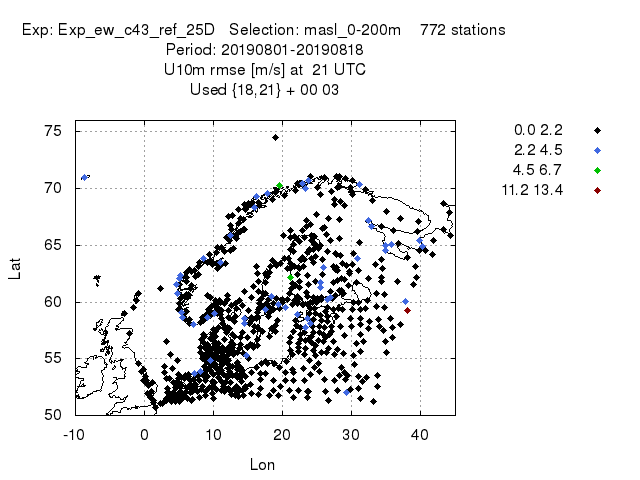 Exp: Exp_ew_c43_ref_25D   Selection: masl_0-200m    772 stations
Period: 20190801-20190818
U10m rmse [m/s] at  21 UTC
Used {18,21} + 00 03
0.0 2.2
2.2 4.5
4.5 6.7
11.2 13.4
75
70
65
60
55
50
Lat
-10 0 10 20 30 40
Lon